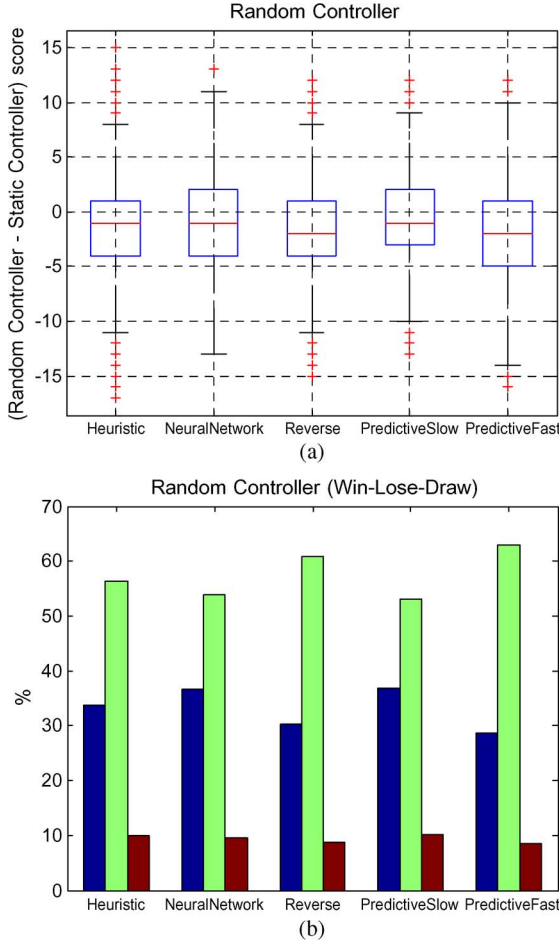 Random Controller
(Random Controller - Static Controller) score
15
10
5
0
-5
-10
-15
Heuristic NeuralNetwork Reverse PredictiveSlow PredictiveFast
(a)
Random Controller (Win-Lose-Draw)
%
70
60
50
40
30
20
10
0
Heuristic NeuralNetwork Reverse PredictiveSlow PredictiveFast
(b)